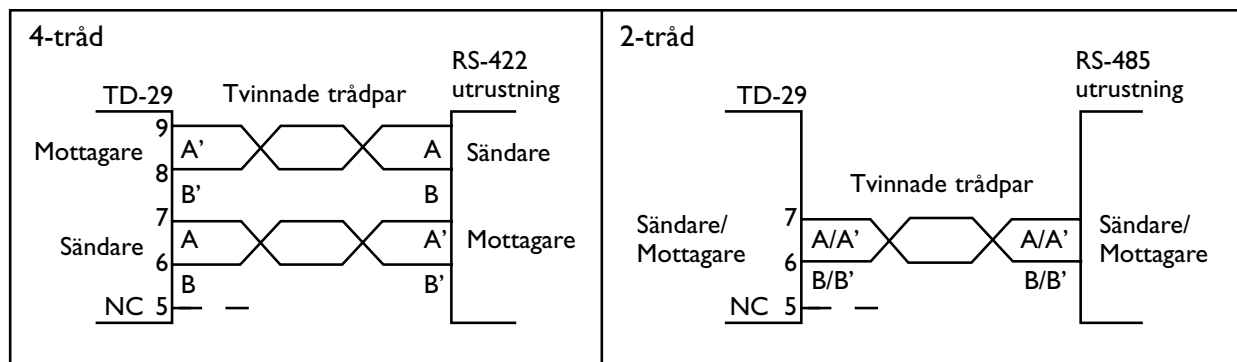 4-tråd
RS-422
utrustning
TD-29
Tvinnade trådpar
9
Mottagare
A’
A
Sändare
8
B’
B
7
Sändare
A
A'
Mottagare
6
B
B’
NC 5
2-tråd
RS-485
utrustning
TD-29
Tvinnade trådpar
7
Sändare/
Mottagare
A/A’
A/A’
Sändare/
Mottagare
6
B/B’
B/B’
NC 5